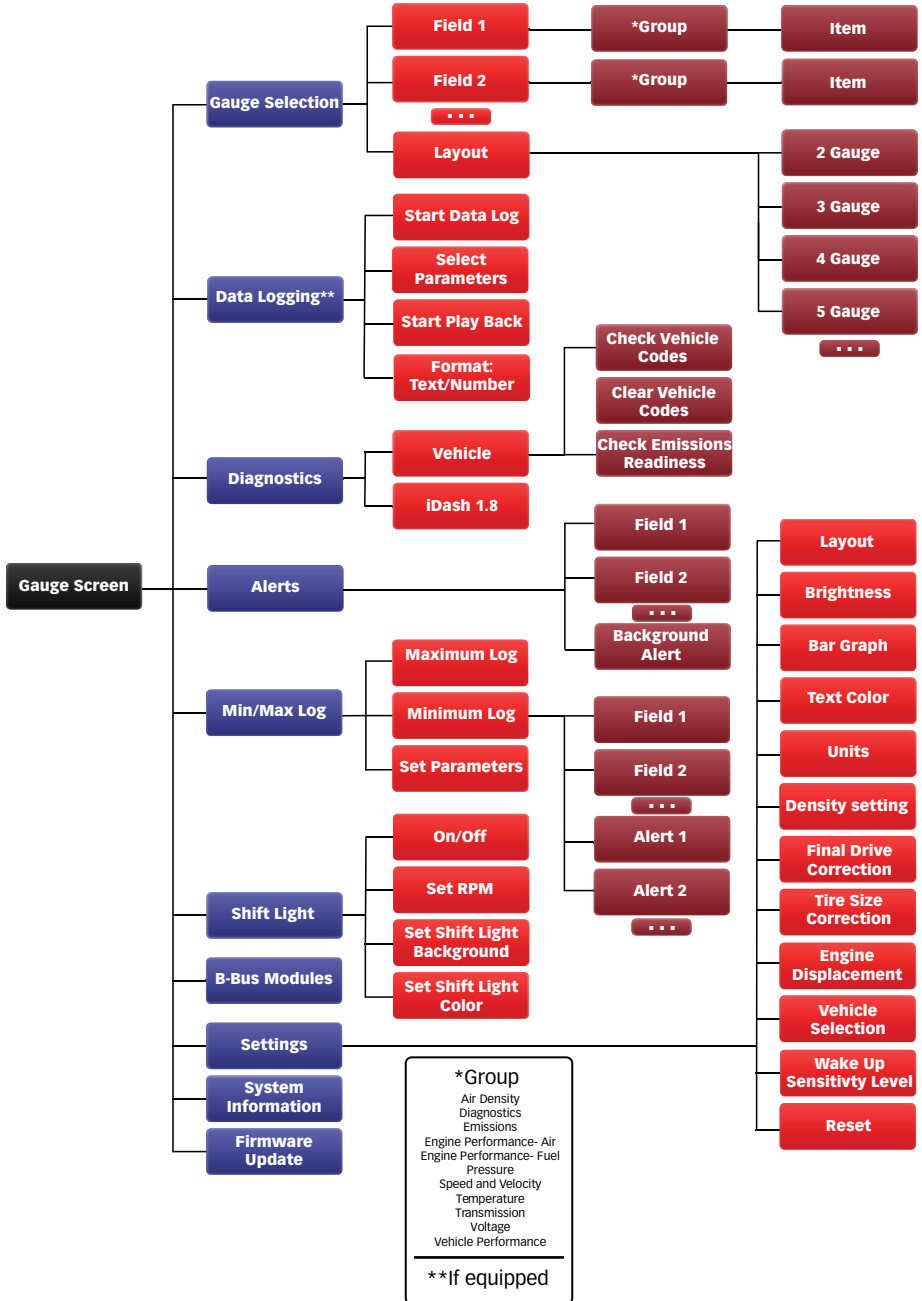 Gauge Screen
Gauge Selection
Field 1
*Group
Item
Field 2
*Group
Item
...
Layout
2 Gauge
3 Gauge
4 Gauge
5 Gauge
...
Data Logging**
Start Data Log
Select
Parameters
Start Play Back
Format:
Text/Number
Diagnostics
Vehicle
Check Vehicle
Codes
Clear Vehicle
Codes
Check Emissions
Readiness
iDash 1.8
Alerts
Field 1
Field 2
...
Background
Alert
Min/Max Log
Maximum Log
Minimum Log
Field 1
Field 2
...
Alert 1
Alert 2
...
Set Parameters
Shift Light
On/Off
Set RPM
Set Shift Light
Background
Set Shift Light
Color
B-Bus Modules
Settings
Layout
Brightness
Bar Graph
Text Color
Units
Density setting
Final Drive
Correction
Tire Size
Correction
Engine
Displacement
Vehicle
Selection
Wake Up
Sensitivty Level
Reset
System
Information
Firmware
Update
*Group
Air Density
Diagnostics
Emissions
Engine Performance- Air
Engine Performance- Fuel
Pressure
Speed and Velocity
Temperature
Transmission
Voltage
Vehicle Performance
**If equipped